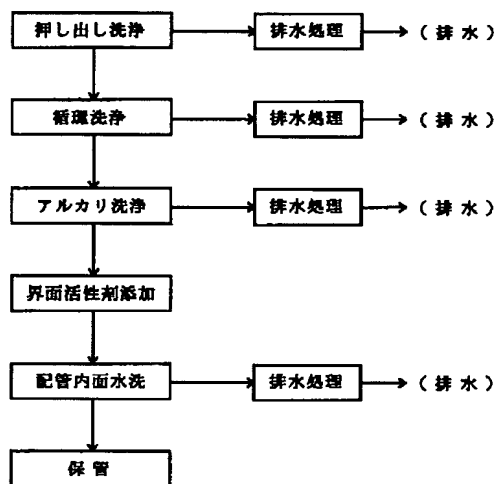 押し出し洗浄 排水処理 (排水)
循環洗浄 排水処理 (排水)
アルカリ洗浄 排水処理 (排水)
界面活性剤添加
配管内面水洗 排水処理 (排水)
保管